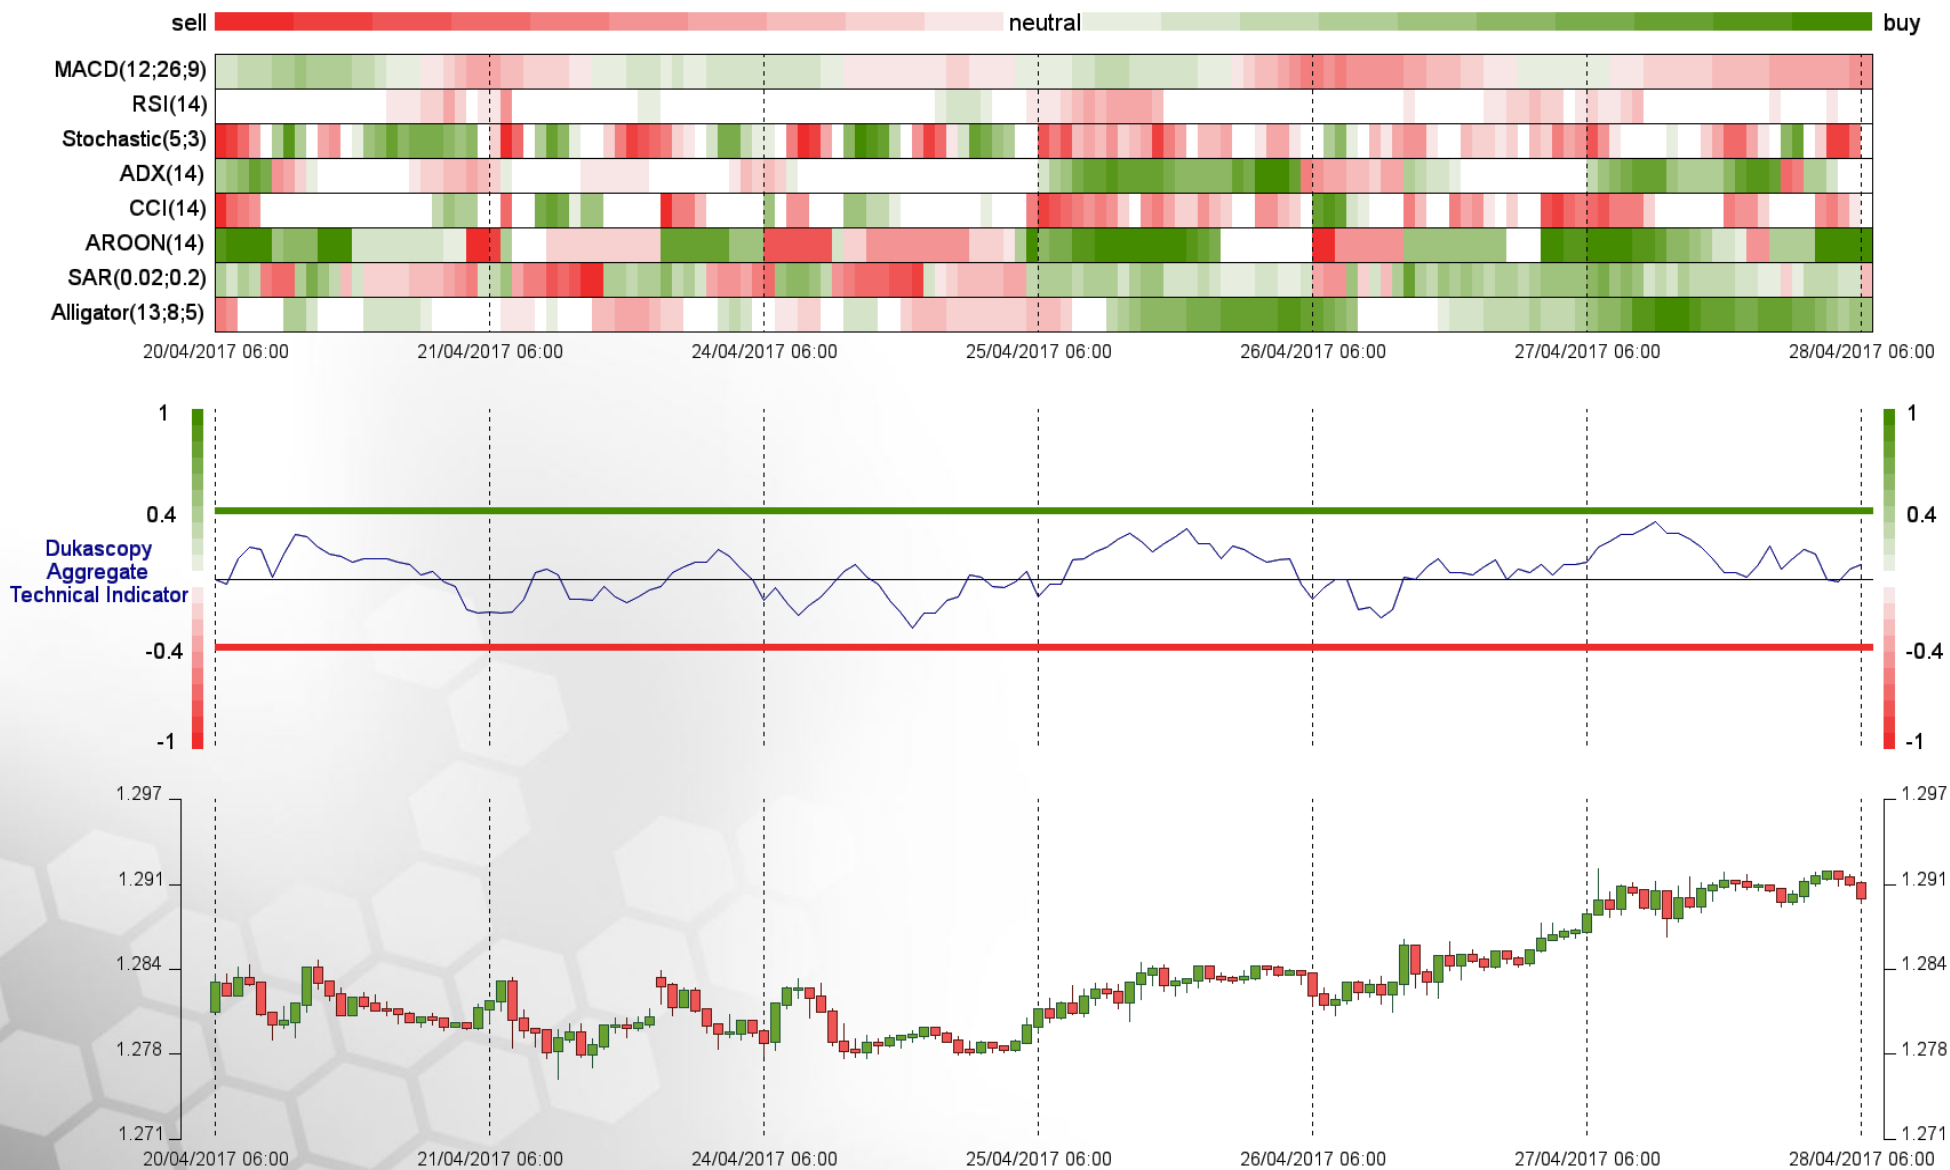 sell neutral buy
MACD(12;26;9)
RSI(14)
Stochastic(5;3)
ADX(14)
CCI(14)
AROON(14)
SAR(0.02;0.2)
Alligator(13;8;5)
20/04/2017 06:00 21/04/2017 06:00 24/04/2017 06:00 25/04/2017 06:00 26/04/2017 06:00 27/04/2017 06:00 28/04/2017 06:00
1 1
0.4 0.4
Dukascopy
Aggregate
Technical Indicator
-0.4 -0.4
-1 -1
1.297 1.297
1.291 1.291
1.284 1.284
1.278 1.278
1.271 1.271
20/04/2017 06:00 21/04/2017 06:00 24/04/2017 06:00 25/04/2017 06:00 26/04/2017 06:00 27/04/2017 06:00 28/04/2017 06:00